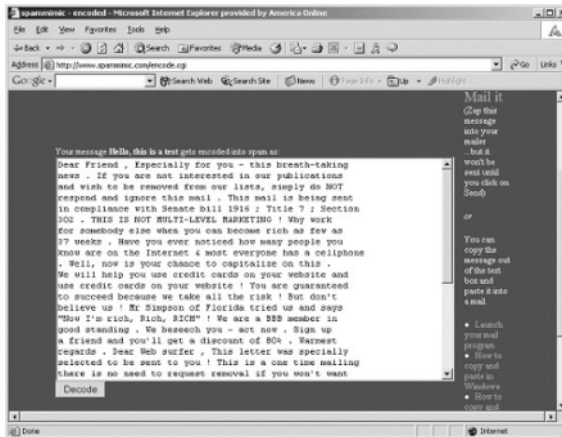 spammimic - encoded - Microsoft Internet Explorer provided by America Online
File Edit View Favorites Tools Help
Back Search Favorites Media
Address http://www.spammimic.com/encode.cgi Go Links
Google Search Web Search Site News Page Info Up Highlight
Your message Hello, this is a test gets encoded into spam as:
Dear Friend , Especially for you - this breath-taking
news . If you are not interested in our publications
and wish to be removed from our lists, simply do NOT
respond and ignore this mail . This mail is being sent
in compliance with Senate bill 1916 ; Title 7 ; Section
302 . THIS IS NOT MULTI-LEVEL MARKETING ! Why work
for somebody else when you can become rich as few as
37 weeks . Have you ever noticed how many people you
know are on the Internet & most everyone has a cellphone
. Well, now is your chance to capitalize on this .
We will help you use credit cards on your website and
use credit cards on your website ! You are guaranteed
to succeed because we take all the risk ! But don't
believe us ! Mr Simpson of Florida tried us and says
"Now I'm rich, Rich, RICH" ! We are a BBB member in
good standing . We beseech you - act now . Sign up
a friend and you'll get a discount of 80% . Warmest
regards . Dear Web surfer , This letter was specially
selected to be sent to you ! This is a one time mailing
there is no need to request removal if you won't want
Decode
Mail it
(Zap this
message
into your
mailer
...but it
won't be
sent until
you click on
Send)
or
You can
copy the
message out
of the text
box and
paste it into
a mail.
• Launch
your mail
program
• How to
copy and
paste in
Windows
• How to
copy and
Done Internet